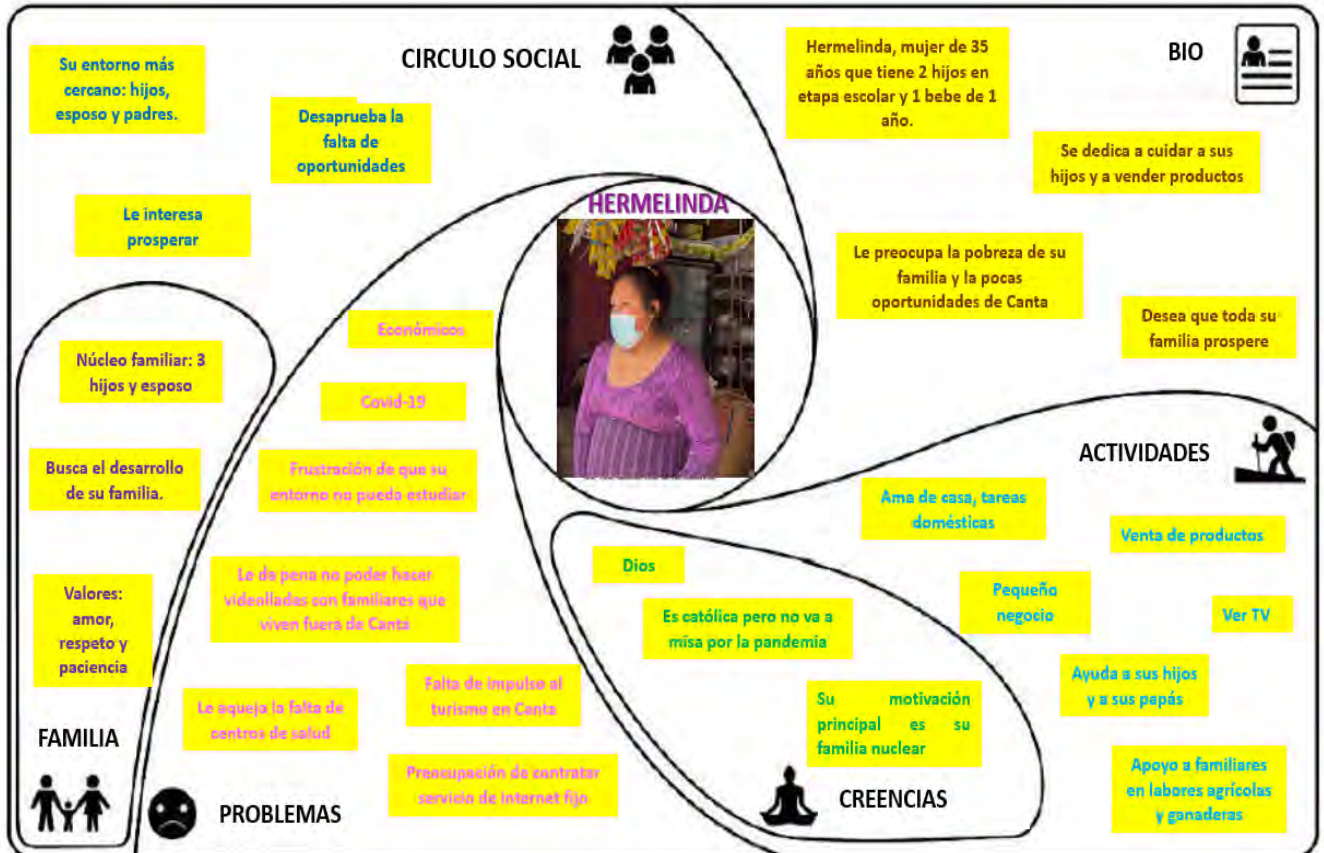 CIRCULO SOCIAL
Su entorno más
cercano: hijos,
esposo y padres.
Desaprueba la
falta de
oportunidades
Le interesa
prosperar
BIO
Hermelinda, mujer de 35
años que tiene 2 hijos en
etapa escolar y 1 bebe de 1
año.
Se dedica a cuidar a sus
hijos y a vender productos
Le preocupa la pobreza de su
familia y la pocas
oportunidades de Canta
Desea que toda su
familia prospere
HERMELINDA
Núcleo familiar: 3
hijos y esposo
Busca el desarrollo
de su familia.
Valores:
amor,
respeto y
paciencia
FAMILIA
Económicos
Covid-19
Frustración de que su
entorno no pueda estudiar
Le da pena no poder hacer
videollades son familiares que
viven fuera de Canta
Le aqueja la falta de
centros de salud
Falta de impulso al
turismo en Canta
Preocupación de contratar
servicio de internet fijo
PROBLEMAS
Dios
Es católica pero no va a
misa por la pandemia
Su motivación
principal es su
familia nuclear
CREENCIAS
ACTIVIDADES
Ama de casa, tareas
domésticas
Venta de productos
Pequeño
negocio
Ver TV
Ayuda a sus hijos
y a sus papás
Apoyo a familiares
en labores agrícolas
y ganaderas